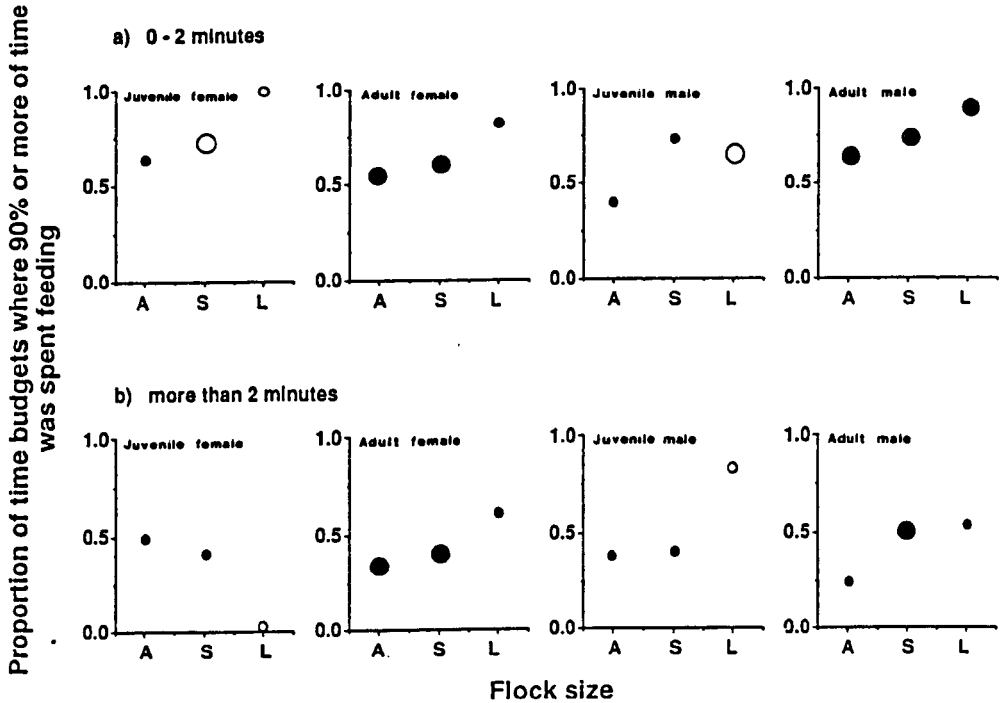 Proportion of time budgets where 90% or more of time
was spent feeding
a) 0 - 2 minutes
1.0
0.5
0.0
Juvenile female
A S L
1.0
0.5
0.0
Adult female
A S L
1.0
0.5
0.0
Juvenile male
A S L
1.0
0.5
0.0
Adult male
A S L
b) more than 2 minutes
1.0
0.5
0.0
Juvenile female
A S L
1.0
0.5
0.0
Adult female
A S L
1.0
0.5
0.0
Juvenile male
A S L
1.0
0.5
0.0
Adult male
A S L
Flock size